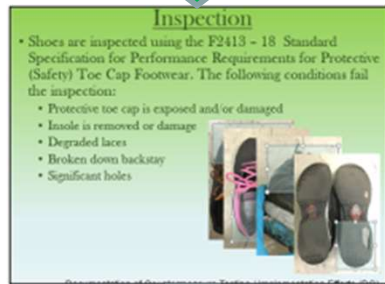 Inspection
• Shoes are inspected using the F2413 – 18 Standard
Specification for Performance Requirements for Protective
(Safety) Toe Cap Footwear. The following conditions fail
the inspection:
• Protective toe cap is exposed and/or damaged
• Insole is removed or damage
• Degraded laces
• Broken down backstay
• Significant holes